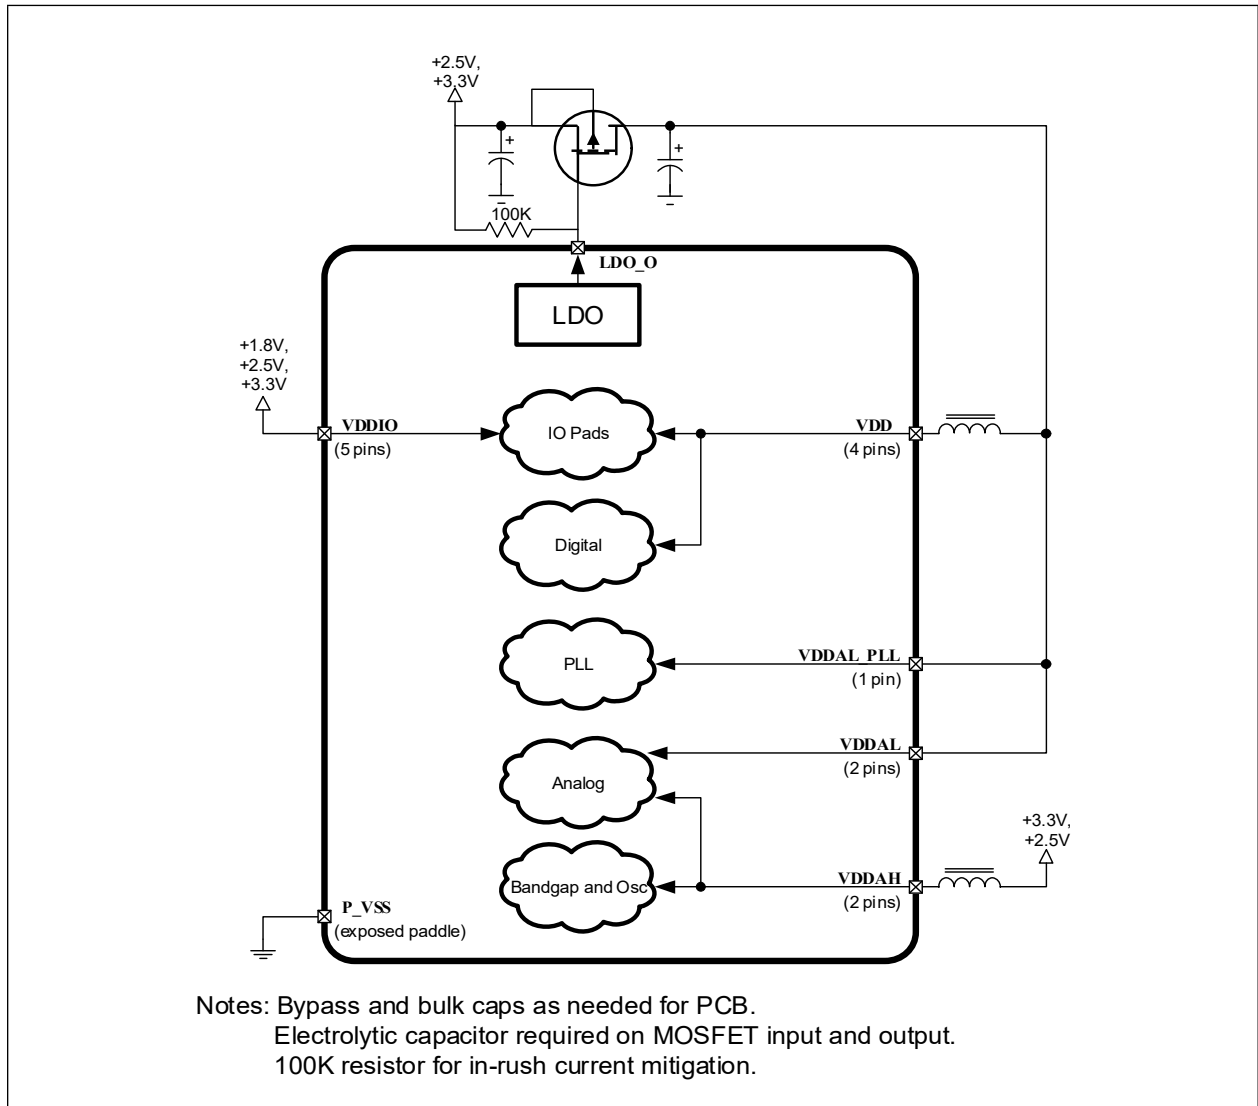 +2.5V,
+3.3V
+
+
100K
LDO_O
LDO
+1.8V,
+2.5V,
+3.3V
VDDIO
(5 pins)
IO Pads
VDD
(4 pins)
Digital
PLL
VDDAL_PLL
(1 pin)
Analog
VDDAL
(2 pins)
+3.3V,
+2.5V
Bandgap and Osc
VDDAH
(2 pins)
P_VSS
(exposed paddle)
Notes: Bypass and bulk caps as needed for PCB.
Electrolytic capacitor required on MOSFET input and output.
100K resistor for in-rush current mitigation.